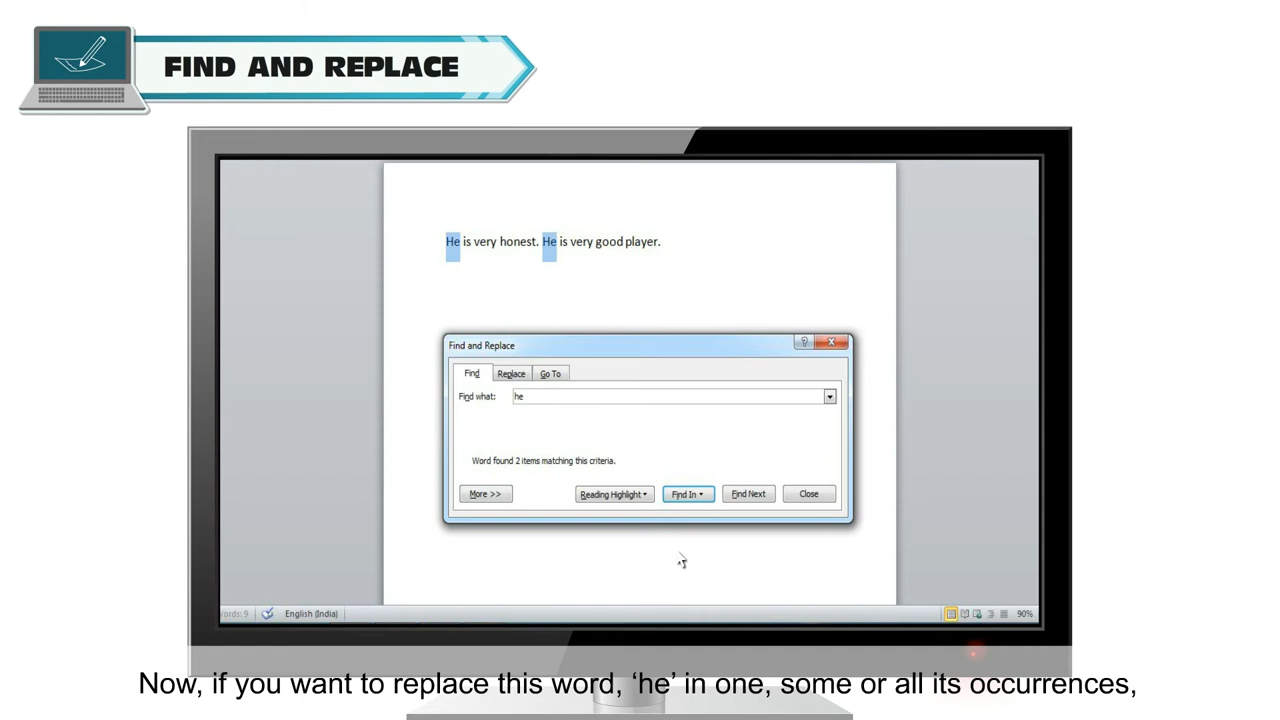 FIND AND REPLACE
He is very honest. He is very good player.
Find and Replace
?
X
Find
Replace
Go To
Find what:
he
Word found 2 items matching this criteria.
More >>
Reading Highlight
Find In
Find Next
Close
Words: 9
English (India)
90%
Now, if you want to replace this word, ‘he’ in one, some or all its occurrences,